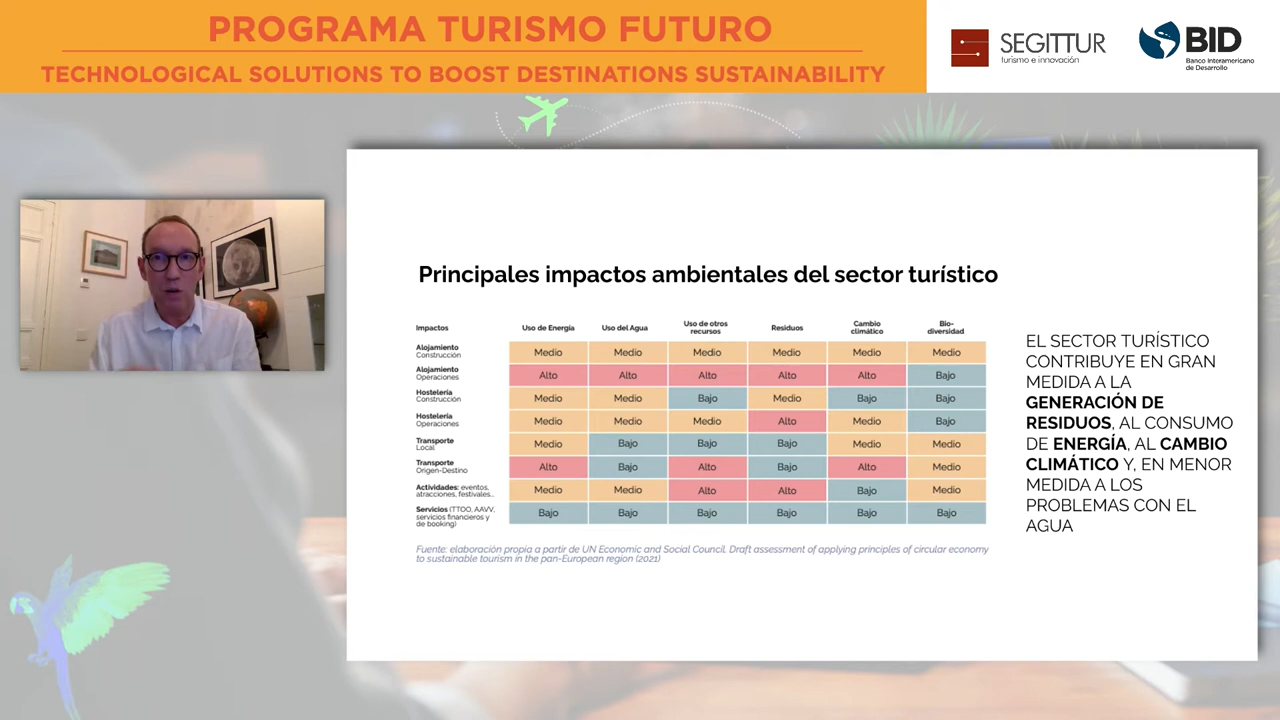 PROGRAMA TURISMO FUTURO
TECHNOLOGICAL SOLUTIONS TO BOOST DESTINATIONS SUSTAINABILITY
SEGITTUR
turismo e innovación
BID
Banco Interamericano
de Desarrollo
Principales impactos ambientales del sector turístico
Impactos Uso de Energía Uso del Agua Uso de otros recursos Residuos Cambio climático Bio-diversidad
Alojamiento Construcción Medio Medio Medio Medio Medio Medio
Alojamiento Operaciones Alto Alto Alto Alto Alto Bajo
Hostelería Construcción Medio Medio Bajo Medio Bajo Bajo
Hostelería Operaciones Medio Medio Medio Alto Medio Bajo
Transporte Local Medio Bajo Bajo Bajo Medio Medio
Transporte Origen-Destino Alto Bajo Alto Bajo Alto Medio
Actividades: eventos, atracciones, festivales... Medio Medio Alto Alto Bajo Medio
Servicios (TTOO, AAVV, servicios financieros y de booking) Bajo Bajo Bajo Bajo Bajo Bajo
Fuente: elaboración propia a partir de UN Economic and Social Council. Draft assessment of applying principles of circular economy
to sustainable tourism in the pan-European region (2021)
EL SECTOR TURÍSTICO
CONTRIBUYE EN GRAN
MEDIDA A LA
GENERACIÓN DE
RESIDUOS, AL CONSUMO
DE ENERGÍA, AL CAMBIO
CLIMÁTICO Y, EN MENOR
MEDIDA A LOS
PROBLEMAS CON EL
AGUA